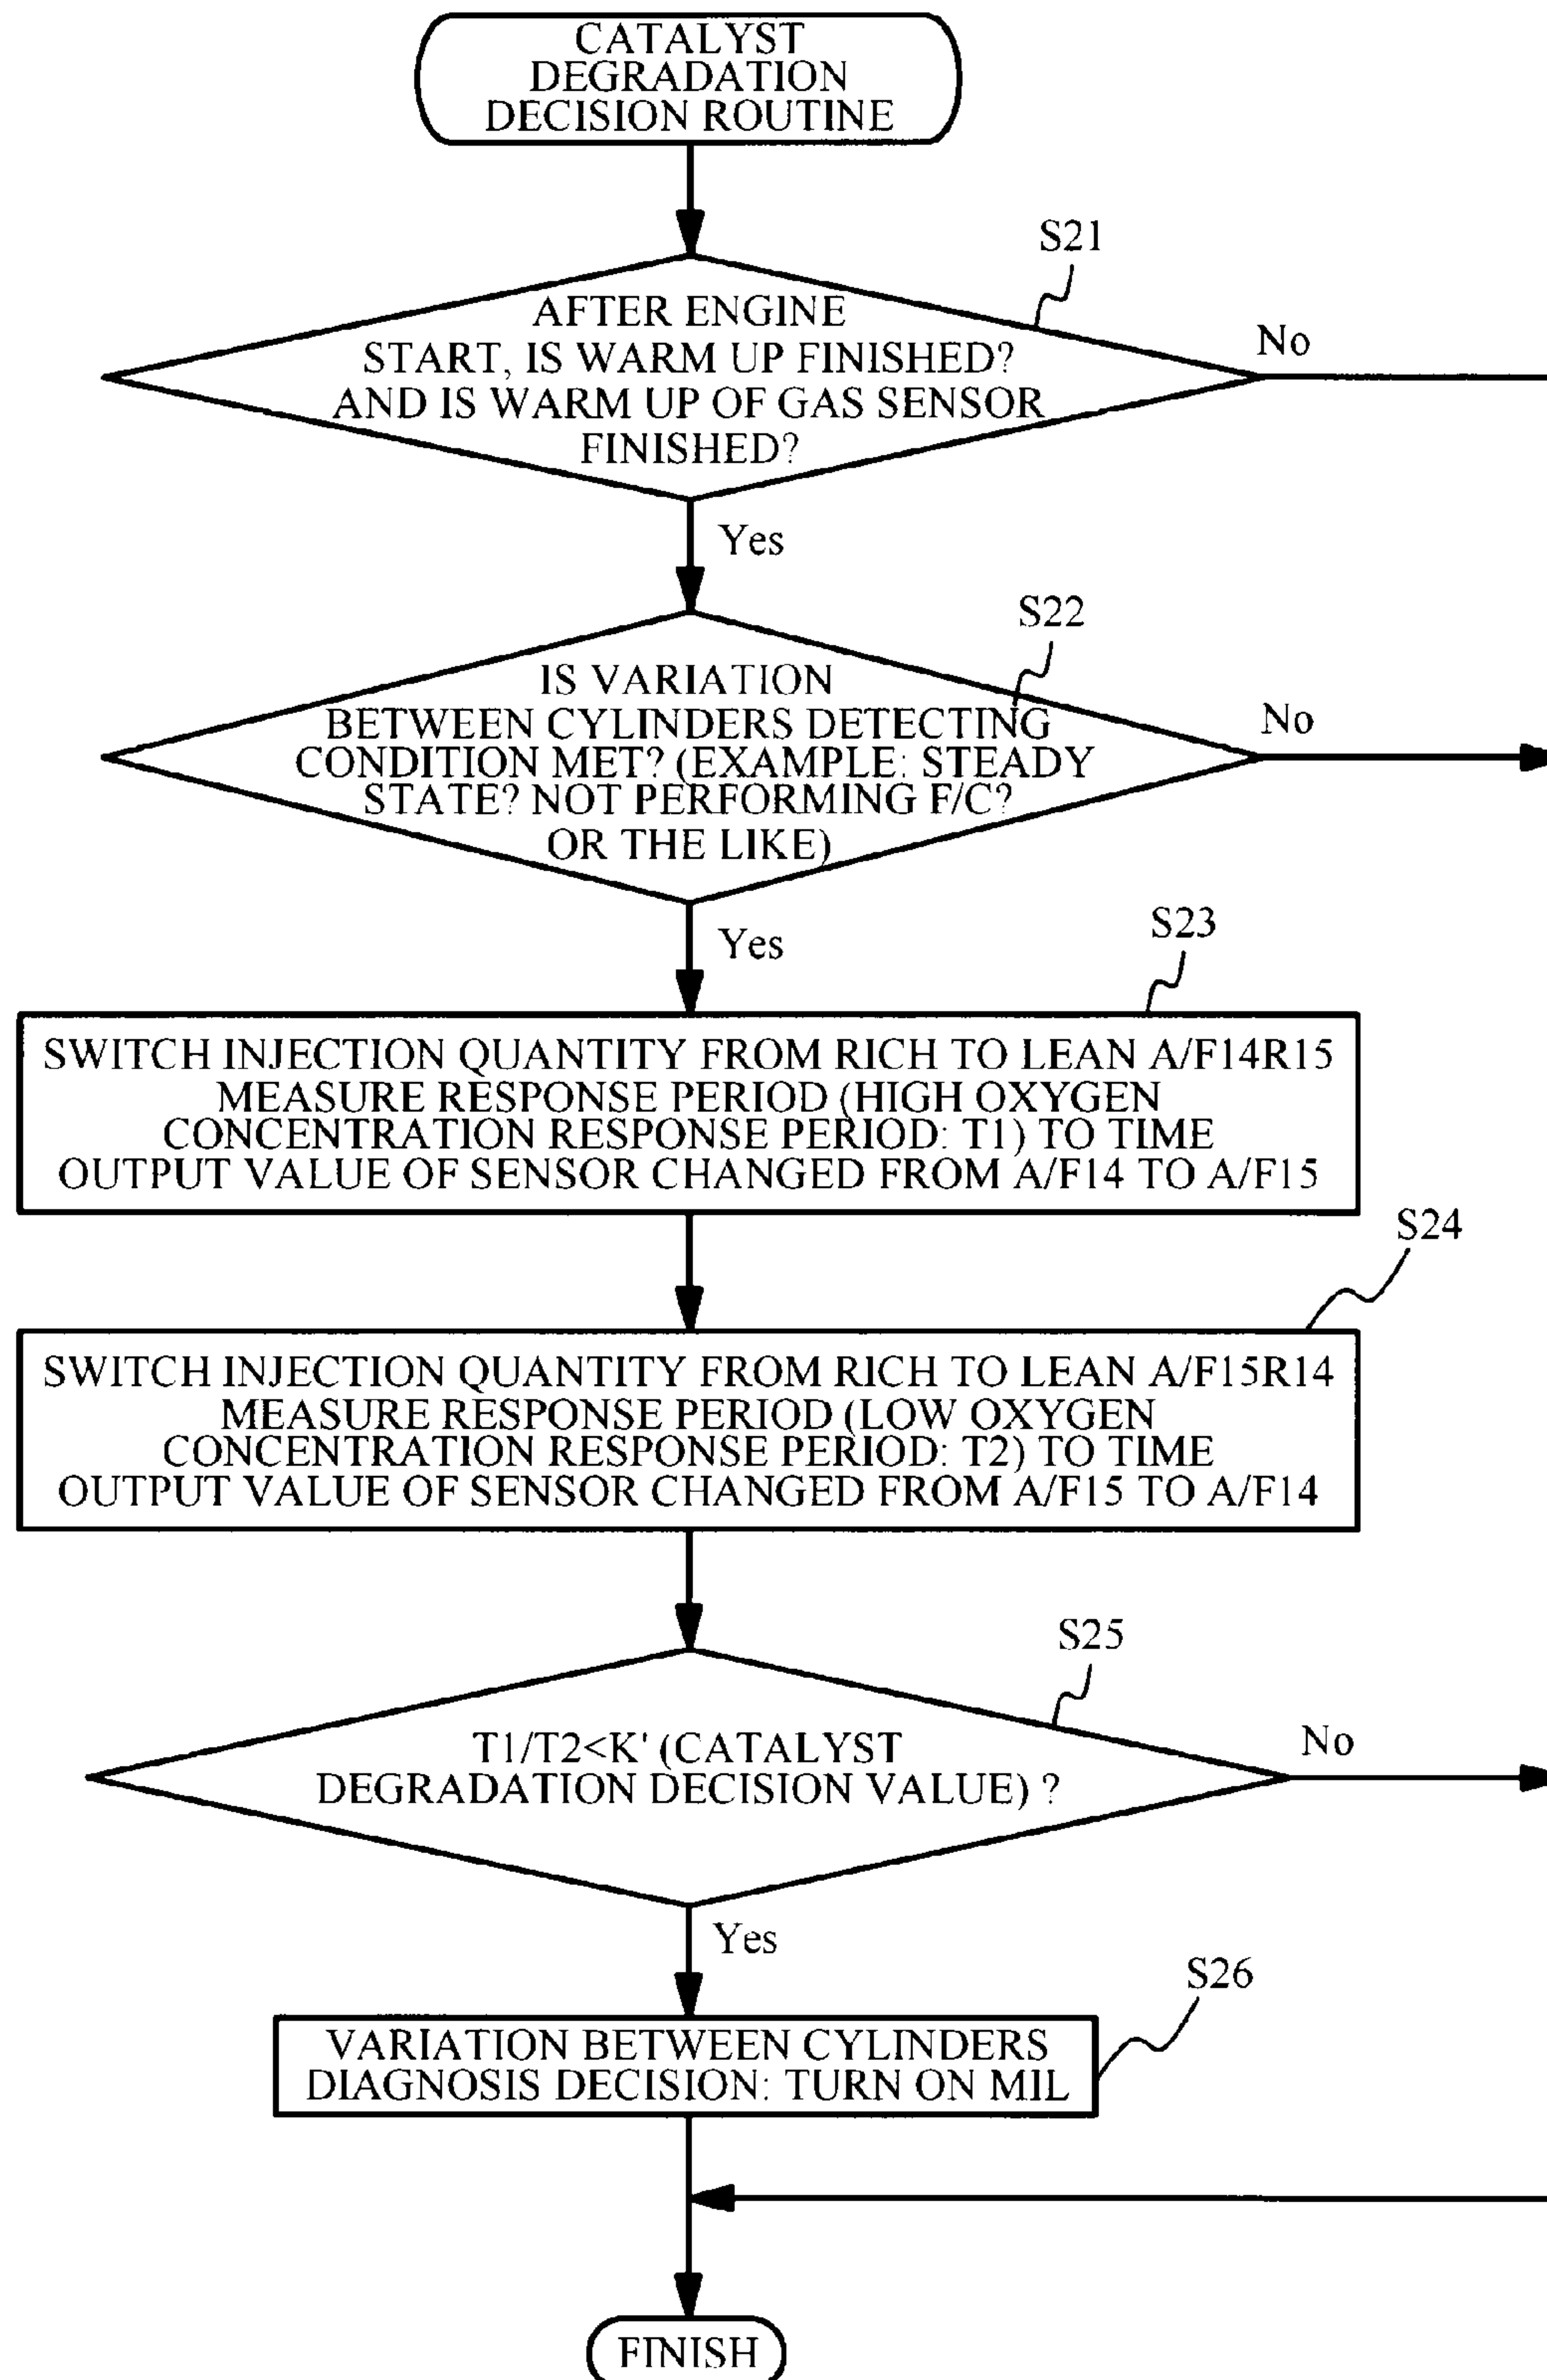 CATALYST
DEGRADATION
DECISION ROUTINE
S21
AFTER ENGINE
START, IS WARM UP FINISHED?
AND IS WARM UP OF GAS SENSOR
FINISHED?
No
Yes
S22
IS VARIATION
BETWEEN CYLINDERS DETECTING
CONDITION MET? (EXAMPLE: STEADY
STATE? NOT PERFORMING F/C?
OR THE LIKE)
No
Yes
S23
SWITCH INJECTION QUANTITY FROM RICH TO LEAN A/F14R15
MEASURE RESPONSE PERIOD (HIGH OXYGEN
CONCENTRATION RESPONSE PERIOD: T1) TO TIME
OUTPUT VALUE OF SENSOR CHANGED FROM A/F14 TO A/F15
S24
SWITCH INJECTION QUANTITY FROM RICH TO LEAN A/F15R14
MEASURE RESPONSE PERIOD (LOW OXYGEN
CONCENTRATION RESPONSE PERIOD: T2) TO TIME
OUTPUT VALUE OF SENSOR CHANGED FROM A/F15 TO A/F14
S25
T1/T2<K' (CATALYST
DEGRADATION DECISION VALUE) ?
No
Yes
S26
VARIATION BETWEEN CYLINDERS
DIAGNOSIS DECISION: TURN ON MIL
FINISH